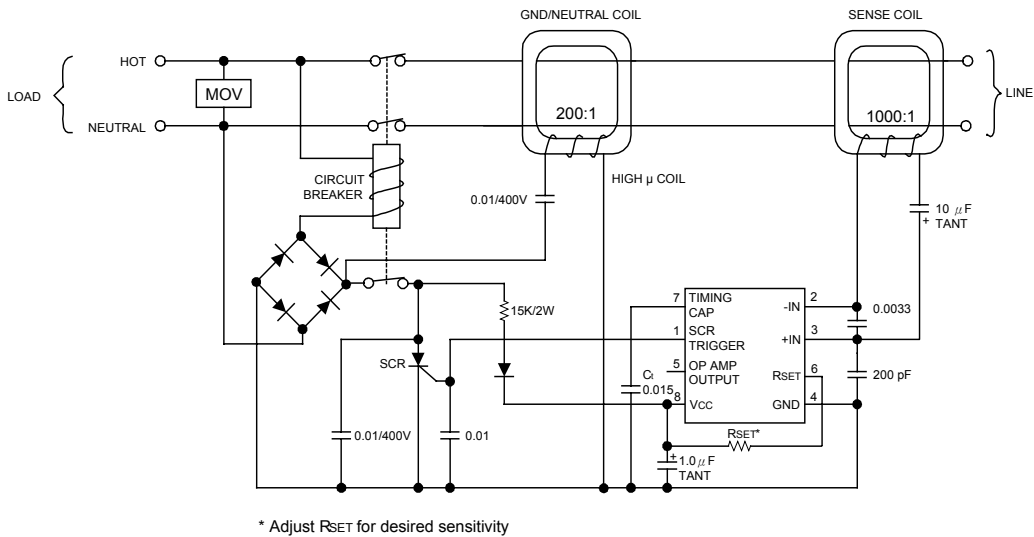 GND/NEUTRAL COIL
SENSE COIL
HOT
MOV
LOAD
LINE
200:1
1000:1
NEUTRAL
CIRCUIT
BREAKER
HIGH μ COIL
0.01/400V
10 μF
+ TANT
15K/2W
7 TIMING
CAP
-IN 2
0.0033
1 SCR
TRIGGER
+IN 3
SCR
5 OP AMP
OUTPUT
RSET 6
200 pF
Ct
0.015
8 VCC
GND 4
0.01/400V
0.01
RSET*
+ 1.0 μF
TANT
* Adjust RSET for desired sensitivity